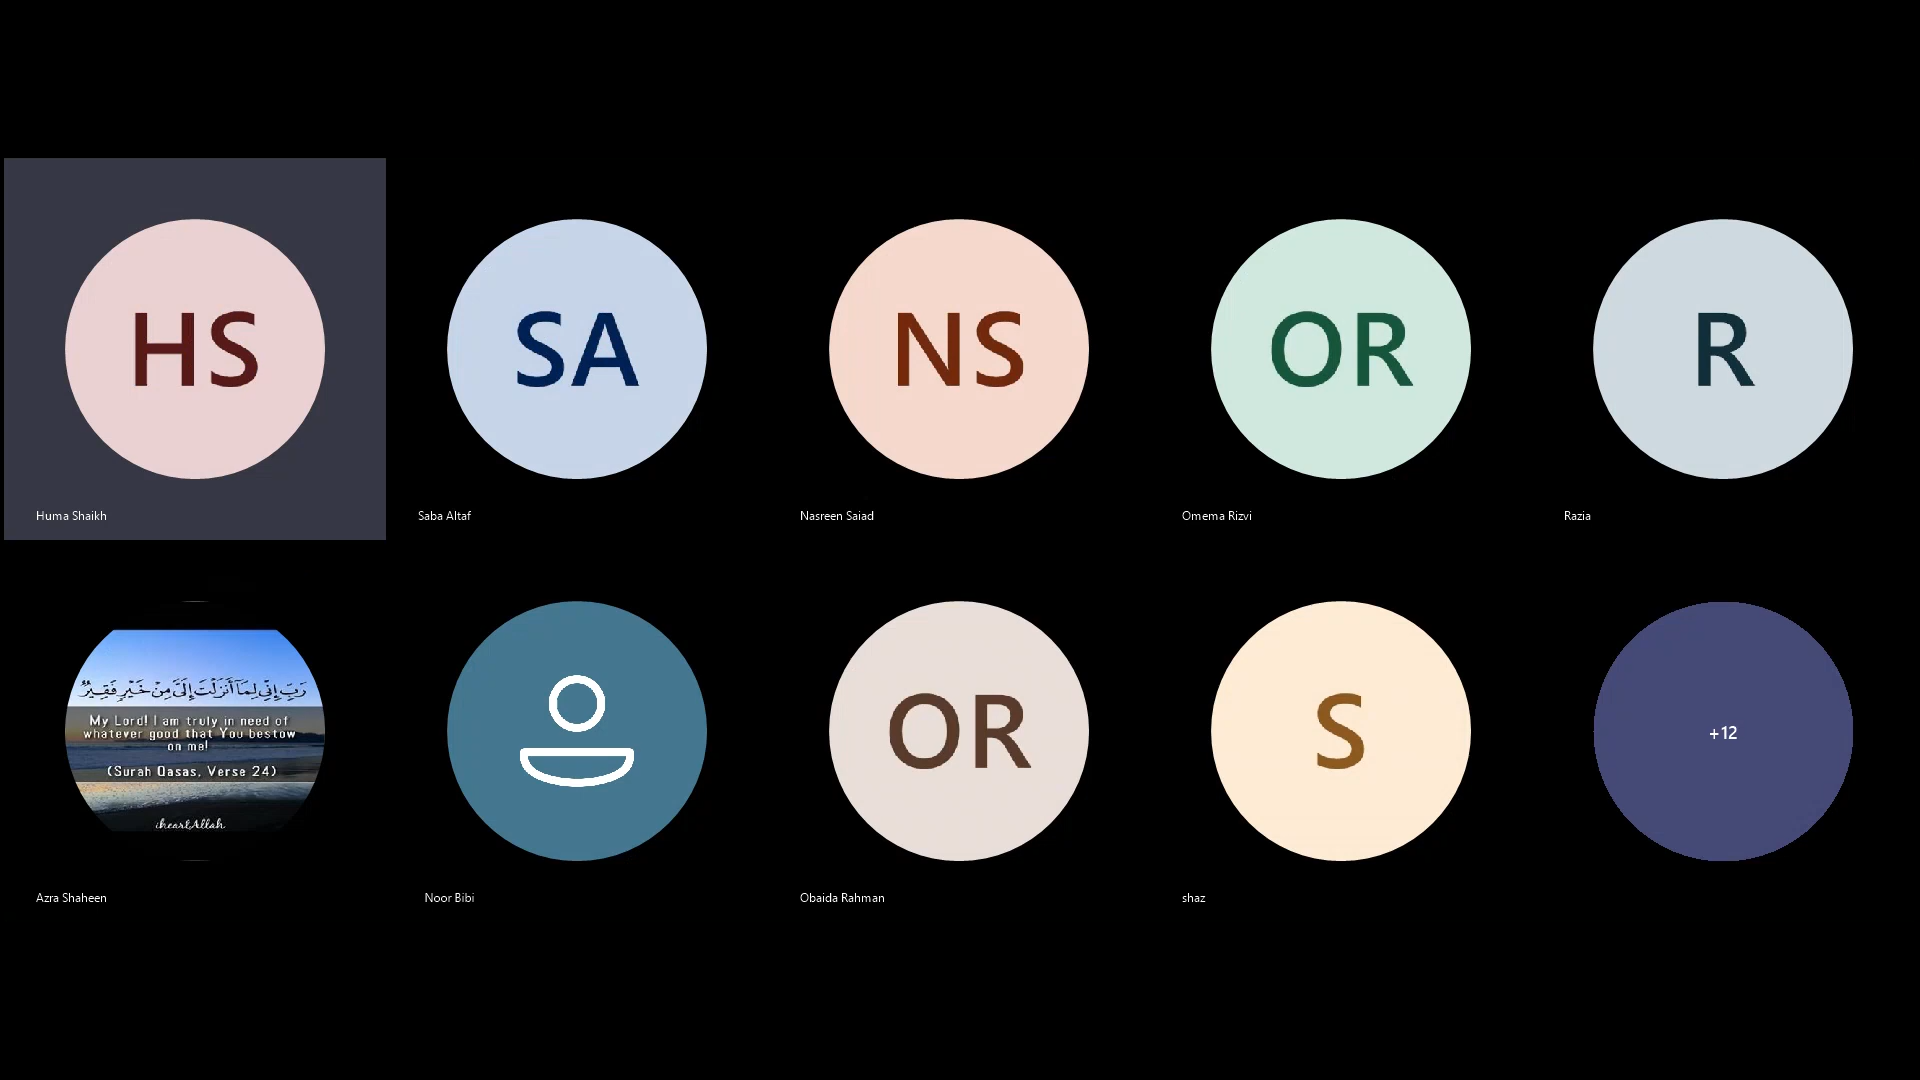 HS
SA
NS
OR
R
Huma Shaikh
Saba Altaf
Nasreen Saiad
Omema Rizvi
Razia
رَبِّ إِنِّي لِمَا أَنزَلْتَ إِلَيَّ مِنْ خَيْرٍ فَقِيرٌ
My Lord! I am truly in need of
whatever good that You bestow
on me!
(Surah Qasas, Verse 24)
iheartAllah
OR
S
+12
Azra Shaheen
Noor Bibi
Obaida Rahman
shaz